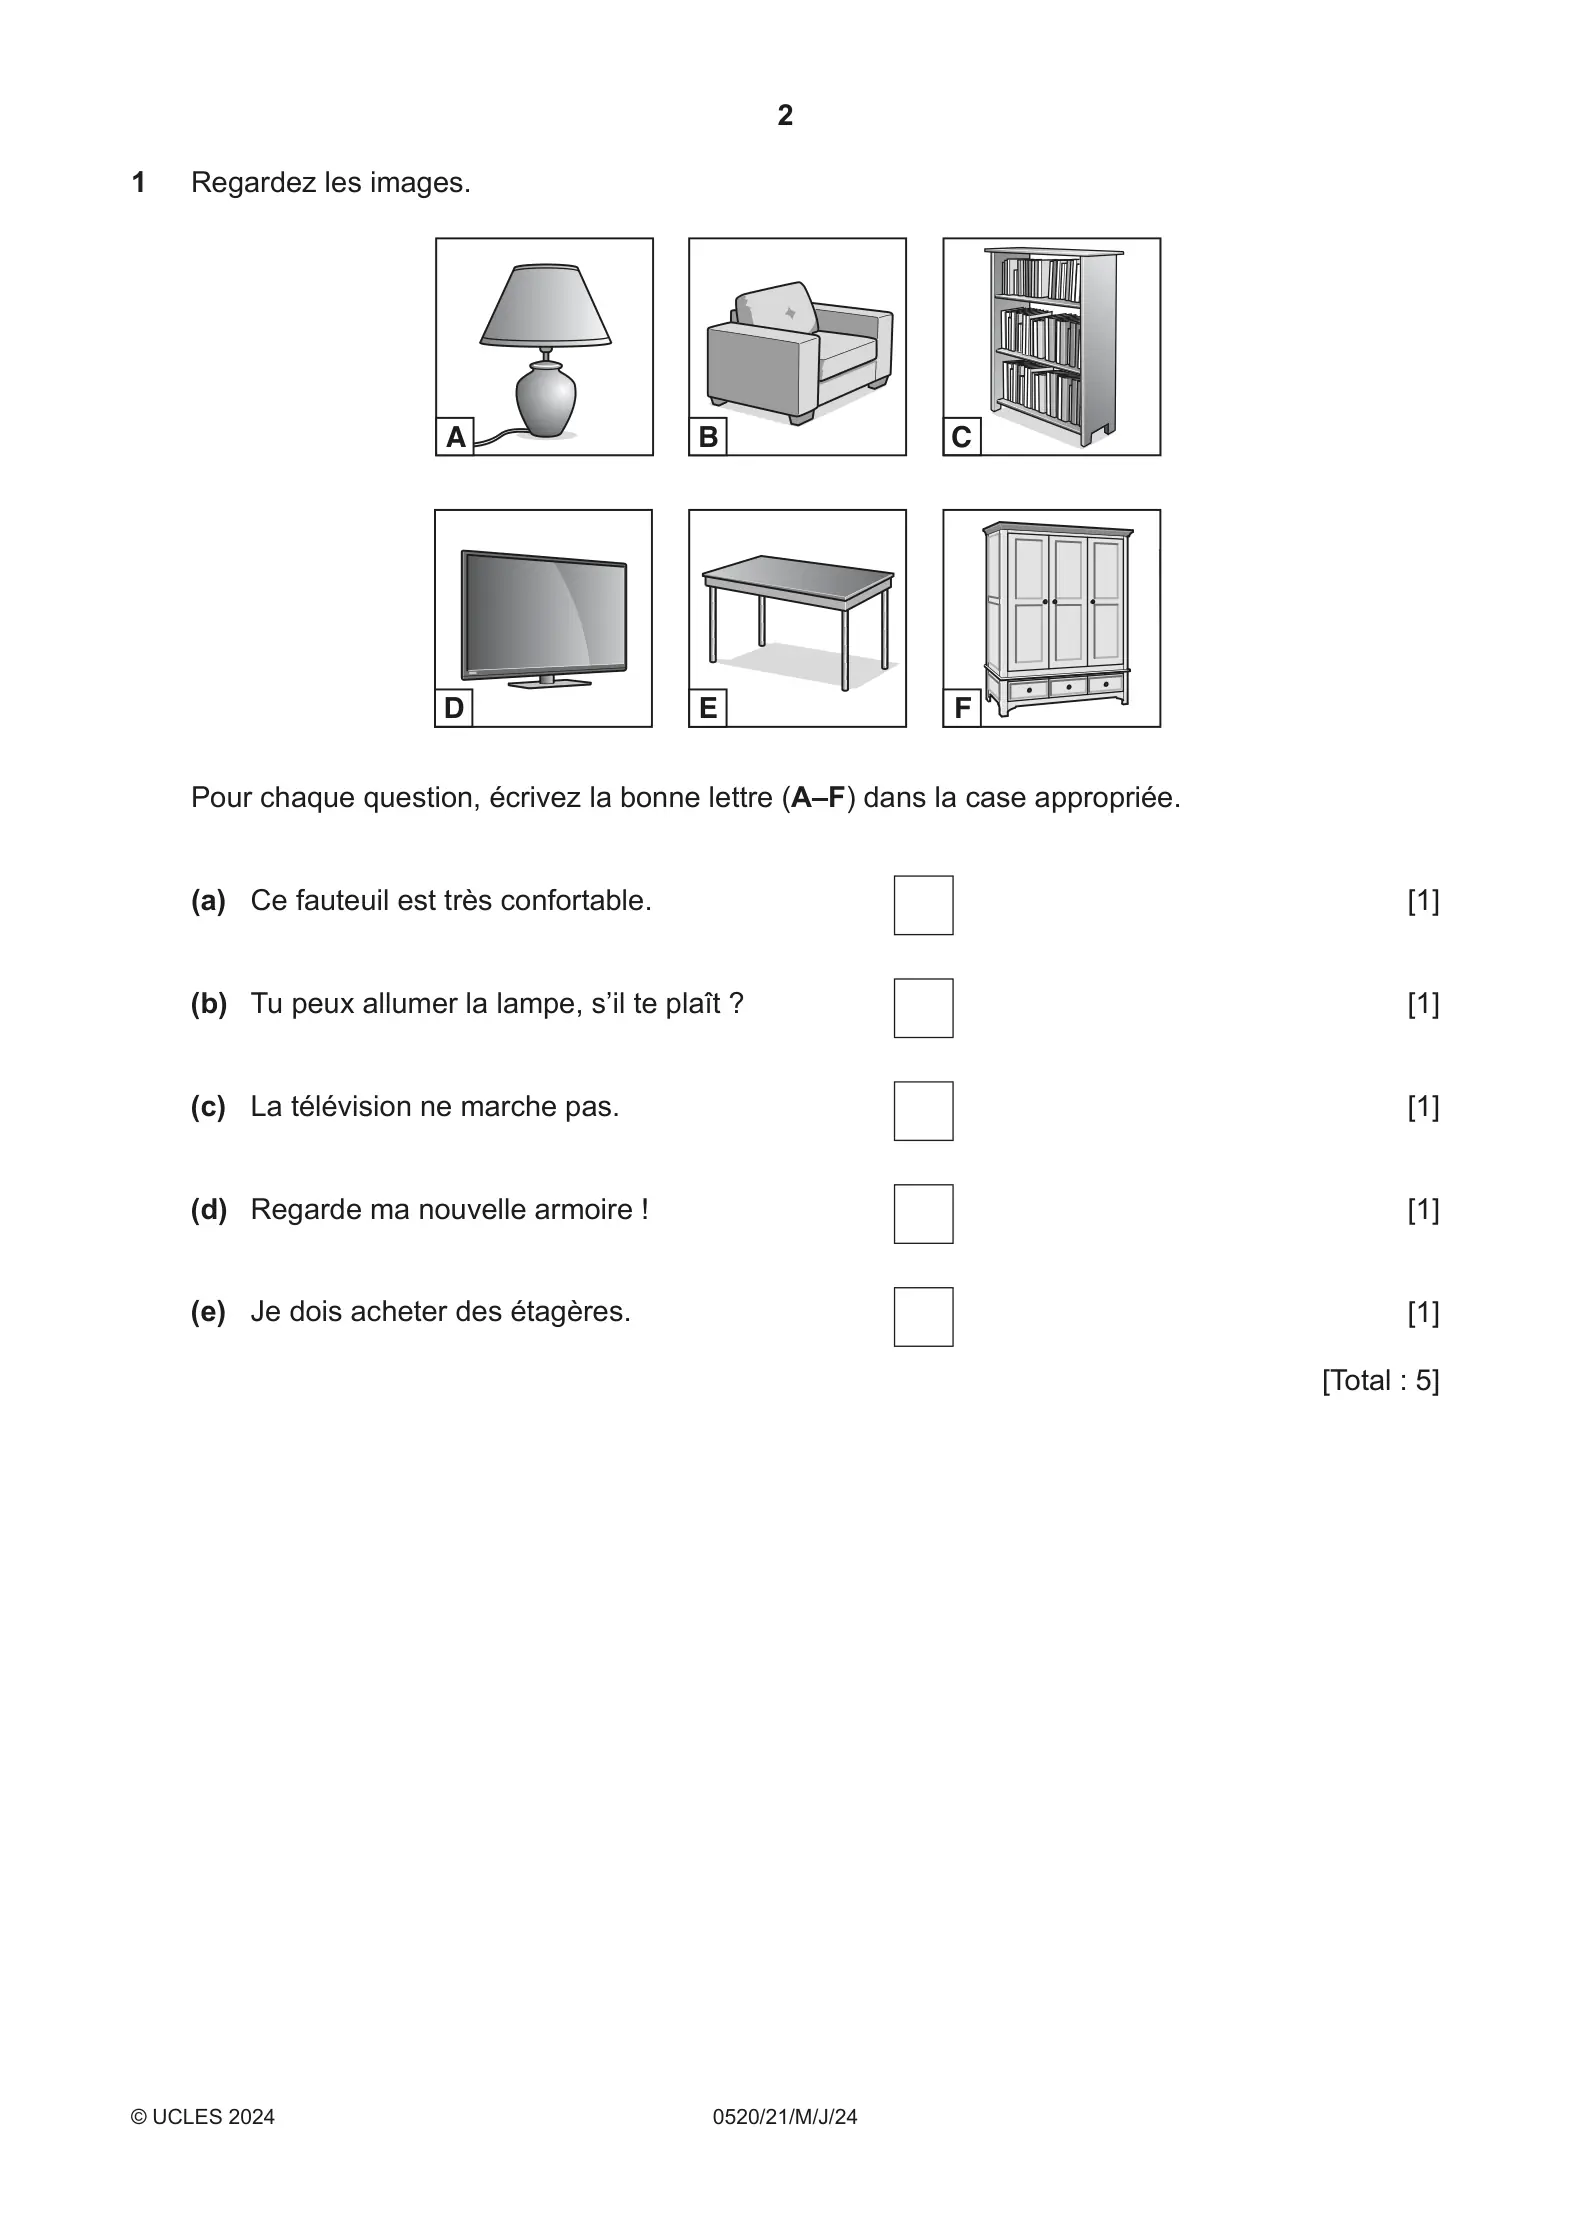 2
1 Regardez les images.
A B C
D E F
Pour chaque question, écrivez la bonne lettre (A–F) dans la case appropriée.
(a) Ce fauteuil est très confortable. [1]
(b) Tu peux allumer la lampe, s’il te plaît ? [1]
(c) La télévision ne marche pas. [1]
(d) Regarde ma nouvelle armoire ! [1]
(e) Je dois acheter des étagères. [1]
[Total : 5]
© UCLES 2024 0520/21/M/J/24